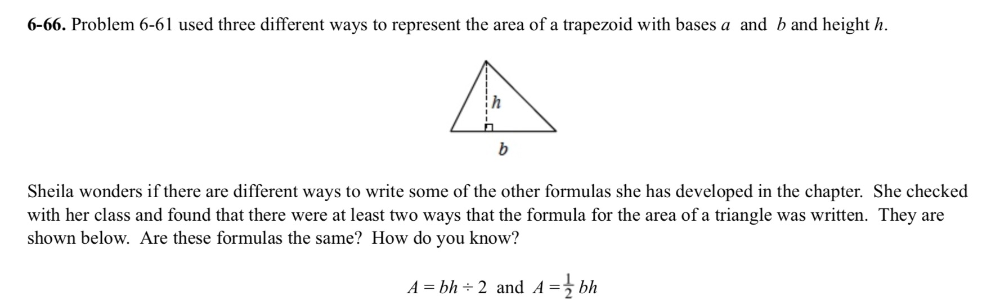 6-66. Problem 6-61 used three different ways to represent the area of a trapezoid with bases a and b and height h.
h
b
Sheila wonders if there are different ways to write some of the other formulas she has developed in the chapter. She checked
with her class and found that there were at least two ways that the formula for the area of a triangle was written. They are
shown below. Are these formulas the same? How do you know?
A = bh ÷ 2 and A = 1/2 bh